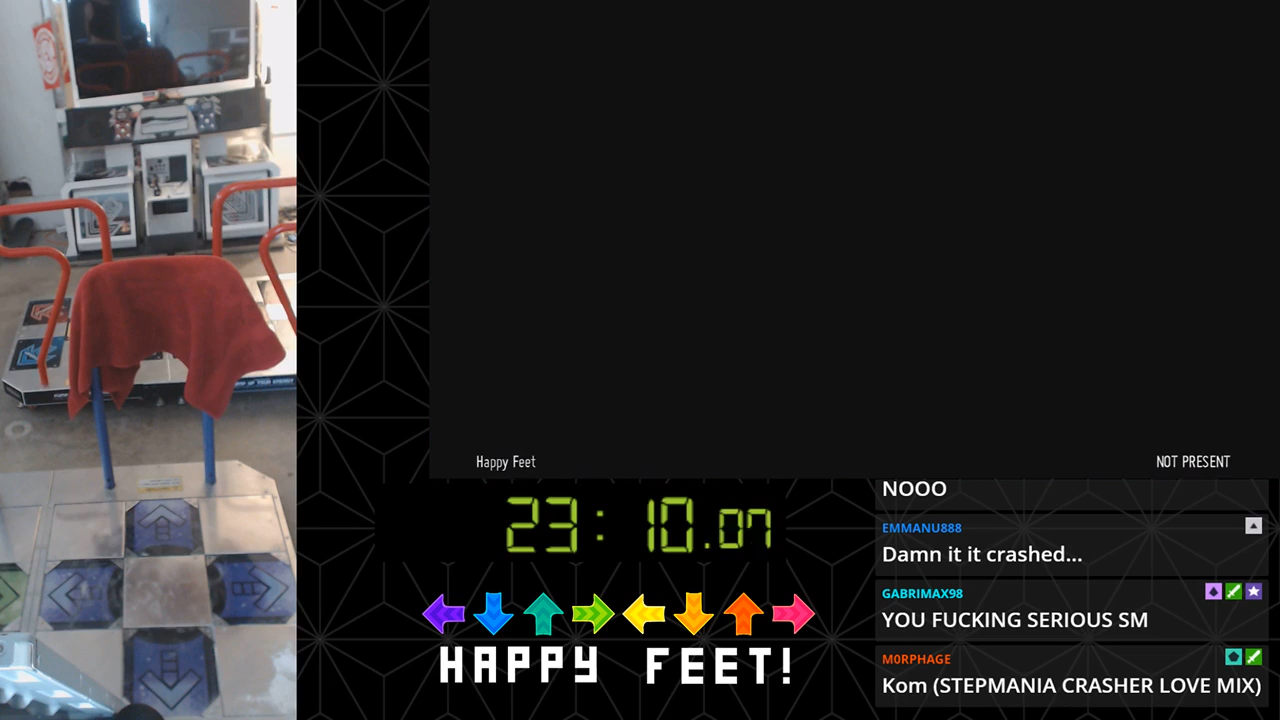 Happy Feet
NOT PRESENT
23:10.07
HAPPY FEET!
NOOO
EMMANU888
Damn it it crashed...
GABRIMAX98
YOU FUCKING SERIOUS SM
M0RPHAGE
Kom (STEPMANIA CRASHER LOVE MIX)